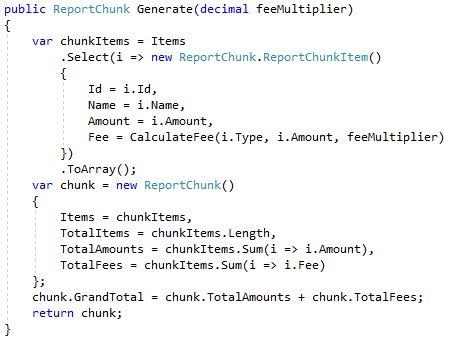 public ReportChunk Generate(decimal feeMultiplier)
{
    var chunkItems = Items
        .Select(i => new ReportChunk.ReportChunkItem()
        {
            Id = i.Id,
            Name = i.Name,
            Amount = i.Amount,
            Fee = CalculateFee(i.Type, i.Amount, feeMultiplier)
        })
        .ToArray();
    var chunk = new ReportChunk()
    {
        Items = chunkItems,
        TotalItems = chunkItems.Length,
        TotalAmounts = chunkItems.Sum(i => i.Amount),
        TotalFees = chunkItems.Sum(i => i.Fee)
    };
    chunk.GrandTotal = chunk.TotalAmounts + chunk.TotalFees;
    return chunk;
}